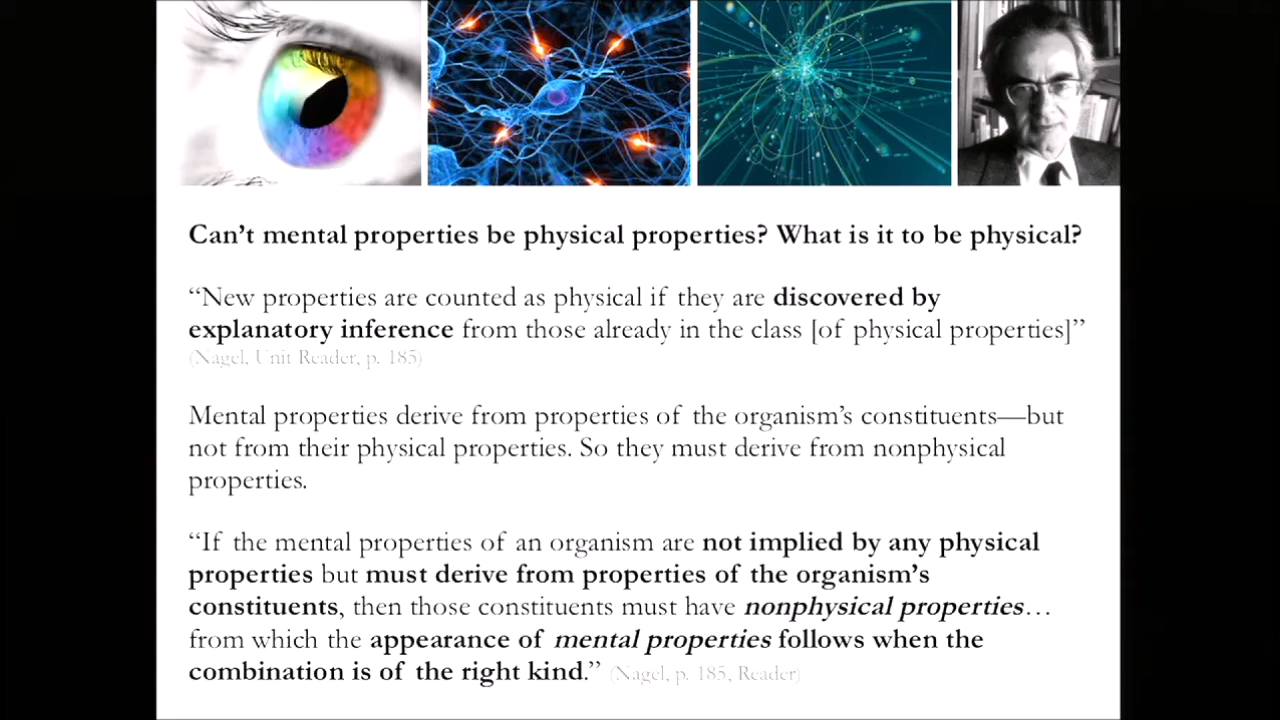 Can’t mental properties be physical properties? What is it to be physical?
“New properties are counted as physical if they are discovered by
explanatory inference from those already in the class [of physical properties]”
(Nagel, Unit Reader, p. 185)
Mental properties derive from properties of the organism’s constituents—but
not from their physical properties. So they must derive from nonphysical
properties.
“If the mental properties of an organism are not implied by any physical
properties but must derive from properties of the organism’s
constituents, then those constituents must have nonphysical properties…
from which the appearance of mental properties follows when the
combination is of the right kind.” (Nagel, p. 185, Reader)